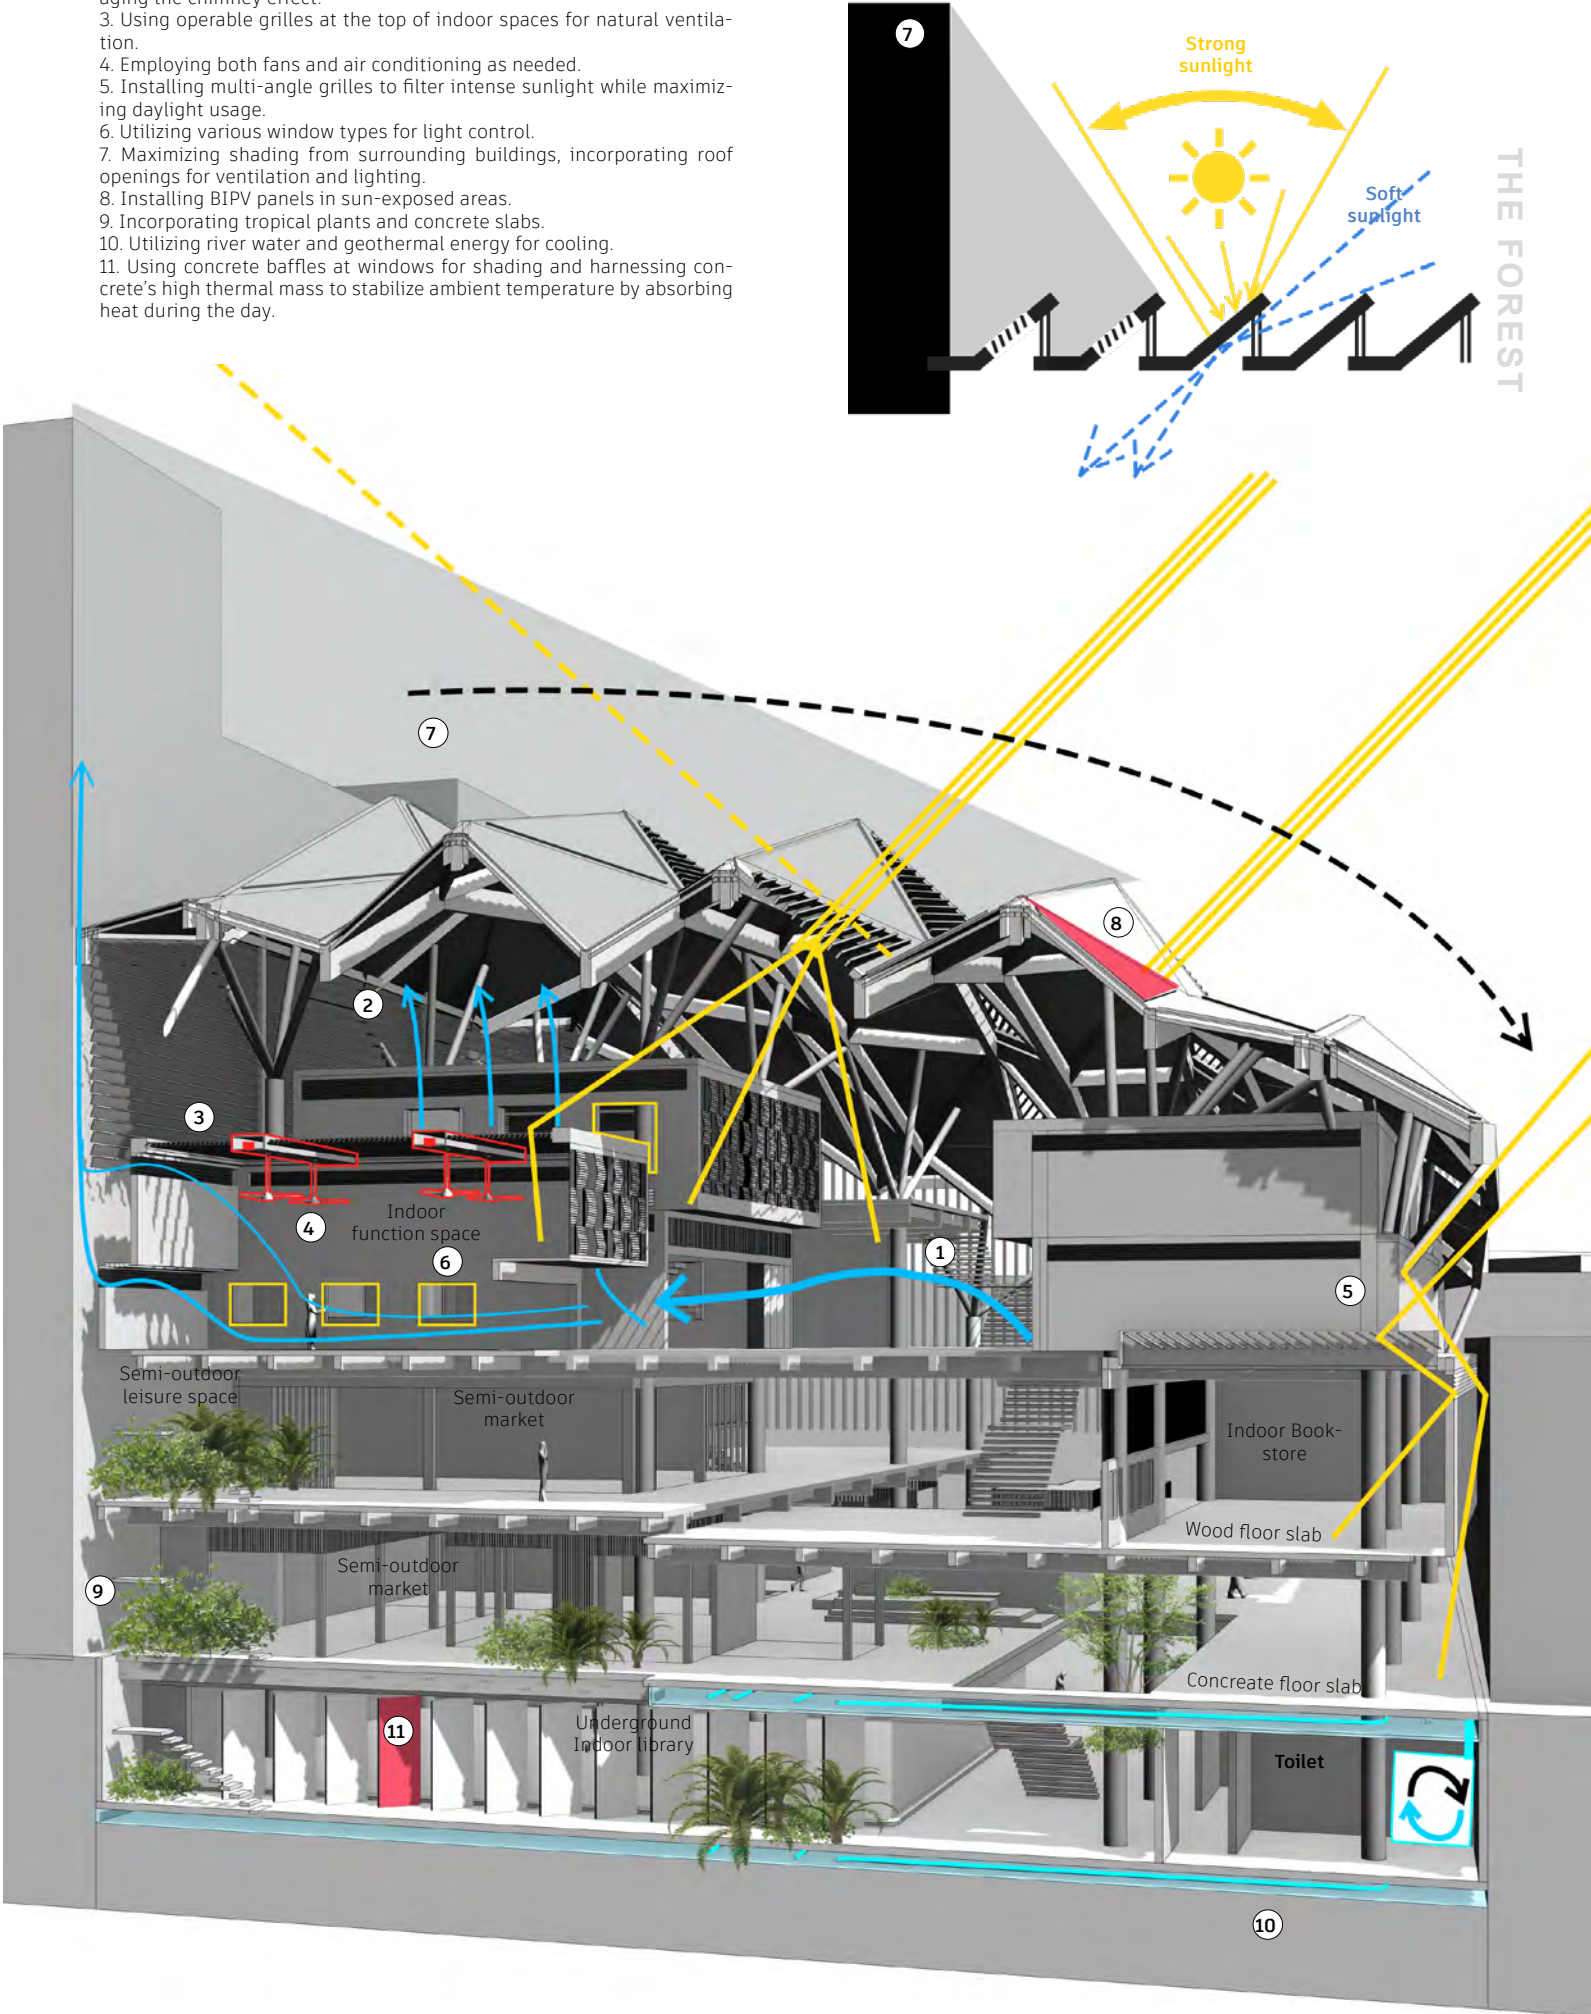 aging the chimney effect.
3. Using operable grilles at the top of indoor spaces for natural ventila-
tion.
4. Employing both fans and air conditioning as needed.
5. Installing multi-angle grilles to filter intense sunlight while maximiz-
ing daylight usage.
6. Utilizing various window types for light control.
7. Maximizing shading from surrounding buildings, incorporating roof
openings for ventilation and lighting.
8. Installing BIPV panels in sun-exposed areas.
9. Incorporating tropical plants and concrete slabs.
10. Utilizing river water and geothermal energy for cooling.
11. Using concrete baffles at windows for shading and harnessing con-
crete's high thermal mass to stabilize ambient temperature by absorbing
heat during the day.
7
Strong
sunlight
Soft
sunlight
THE FOREST
7
8
2
3
4
Indoor
function space
6
1
5
Semi-outdoor
leisure space
Semi-outdoor
market
Indoor Book-
store
Wood floor slab
Semi-outdoor
market
9
Concreate floor slab
11
Underground
Indoor library
Toilet
10